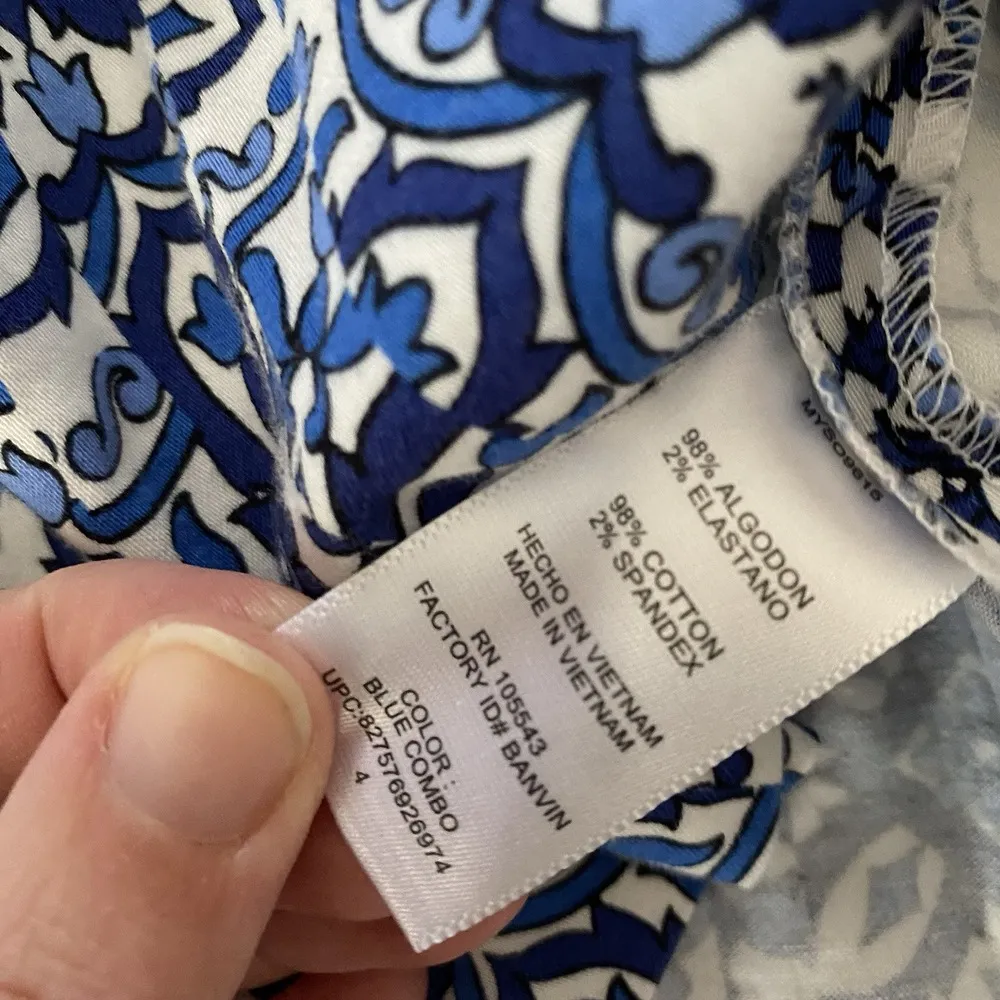 98% ALGODON
2% ELASTANO
98% COTTON
2% SPANDEX
HECHO EN VIETNAM
MADE IN VIETNAM
RN 105543
FACTORY ID# BANVIN
COLOR :
BLUE COMBO
UPC:827576926974
4